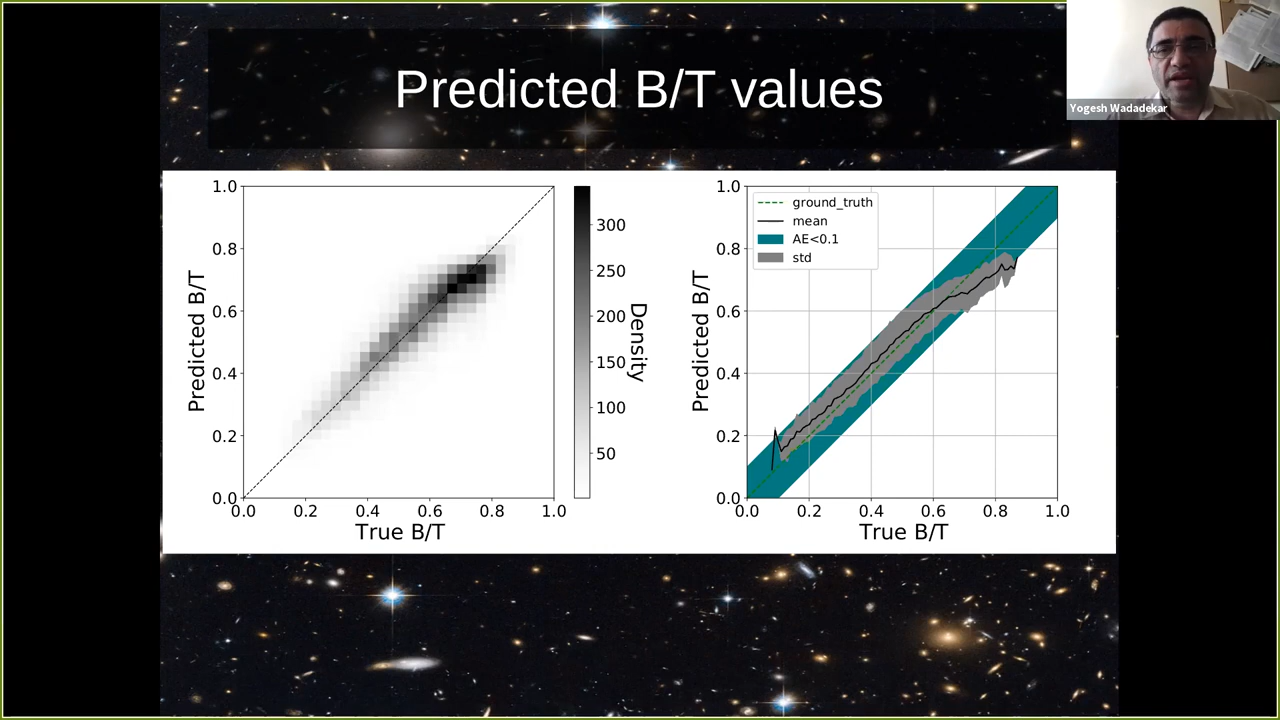 Predicted B/T values
Yogesh Wadadekar
1.0
0.8
0.6
0.4
0.2
0.0
Predicted B/T
0.0 0.2 0.4 0.6 0.8 1.0
True B/T
300
250
200
150
100
50
Density
1.0
0.8
0.6
0.4
0.2
0.0
Predicted B/T
ground_truth
mean
AE<0.1
std
0.0 0.2 0.4 0.6 0.8 1.0
True B/T